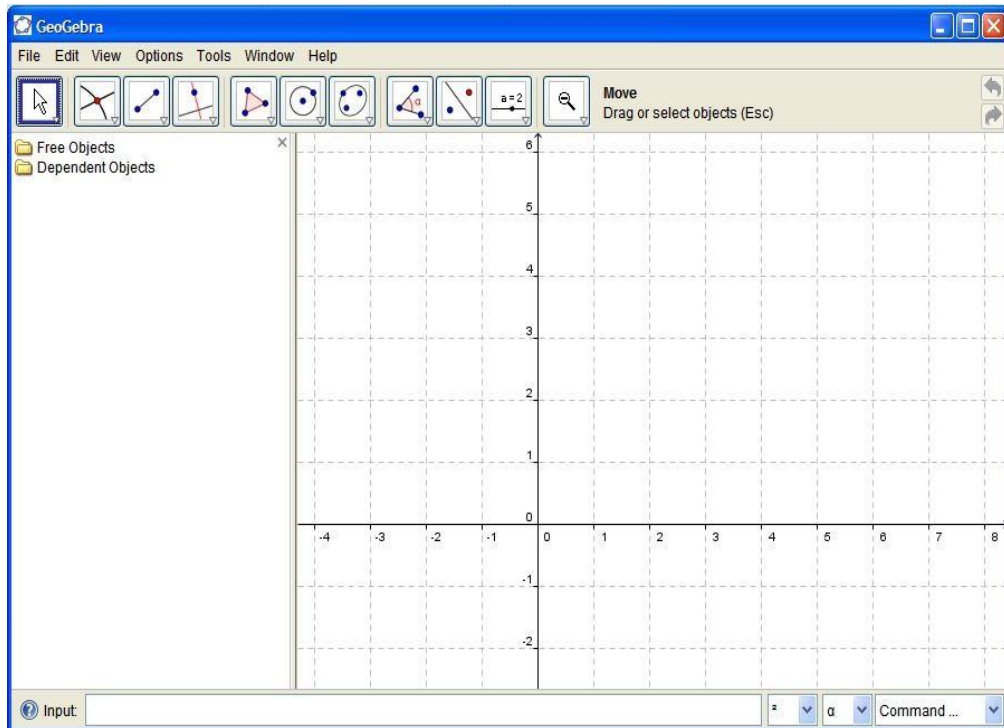 GeoGebra
File Edit View Options Tools Window Help
α a = 2 Move
Drag or select objects (Esc)
Free Objects
Dependent Objects
6
5
4
3
2
1
0
-4 -3 -2 -1 0 1 2 3 4 5 6 7 8
-1
-2
Input: ² α Command ...